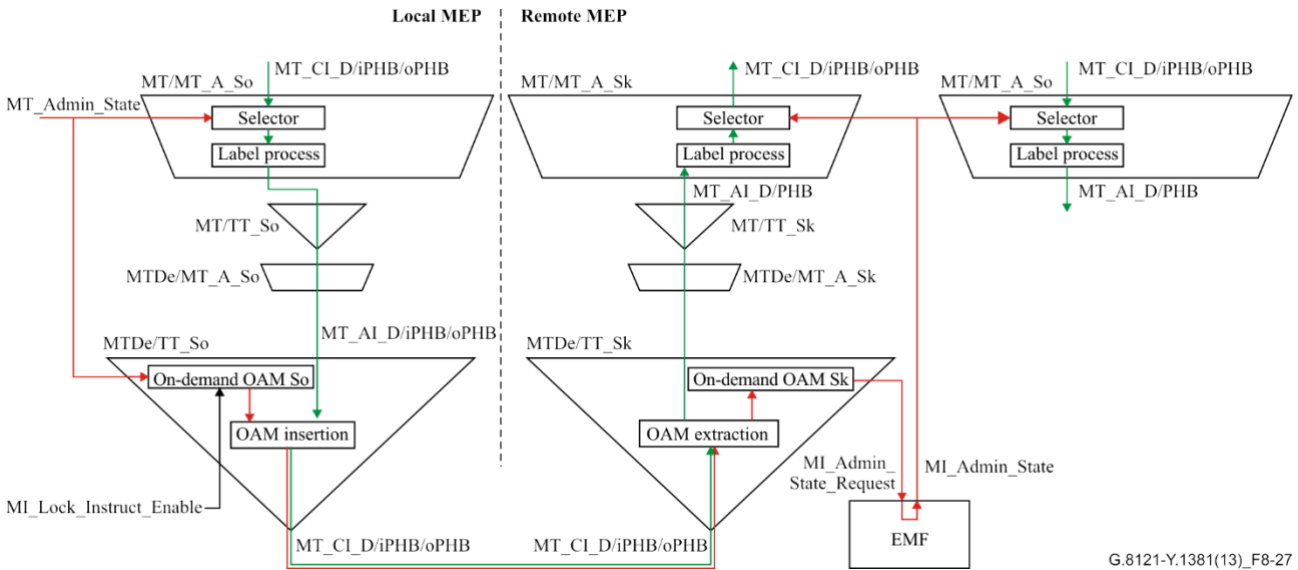 Local MEP
Remote MEP
MT_CI_D/iPHB/oPHB
MT/MT_A_So
MT_Admin_State
Selector
Label process
MT/TT_So
MTDe/MT_A_So
MT_AI_D/iPHB/oPHB
MTDe/TT_So
On-demand OAM So
OAM insertion
MI_Lock_Instruct_Enable
MT_CI_D/iPHB/oPHB
MT_CI_D/iPHB/oPHB
MT/MT_A_Sk
Selector
Label process
MT_AI_D/PHB
MT/TT_Sk
MTDe/MT_A_Sk
MTDe/TT_Sk
On-demand OAM Sk
OAM extraction
MT_CI_D/iPHB/oPHB
MT/MT_A_So
MT_CI_D/iPHB/oPHB
Selector
Label process
MT_AI_D/PHB
MI_Admin_
State_Request
MI_Admin_State
EMF
G.8121-Y.1381(13)_F8-27